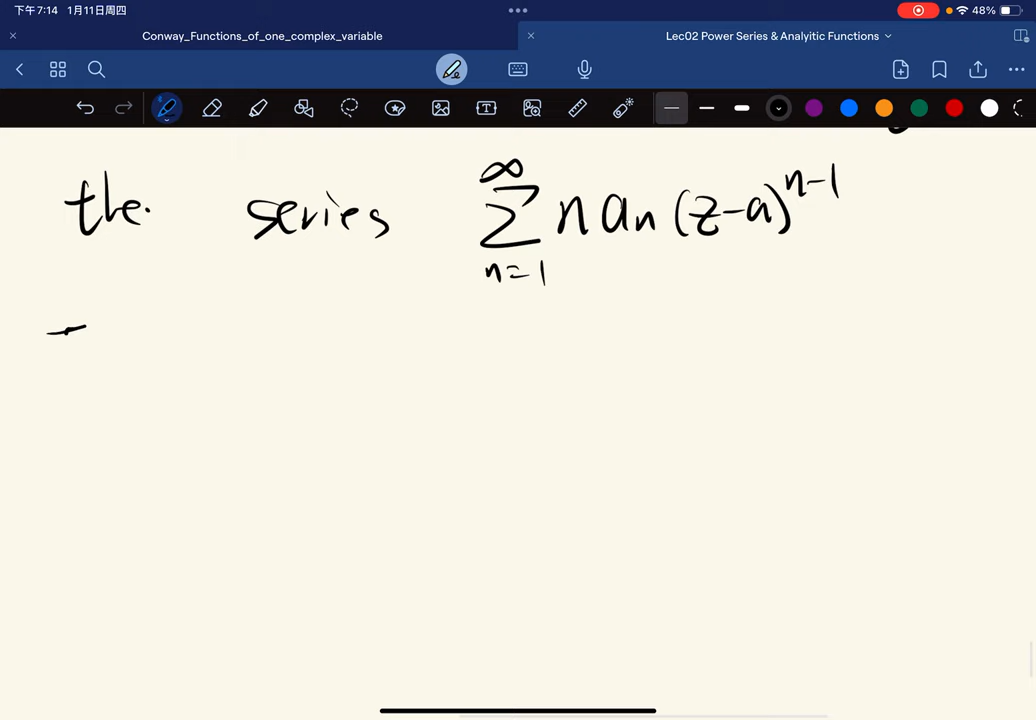 下午7:14 1月11日周四
48%
Conway_Functions_of_one_complex_variable
Lec02 Power Series & Analyitic Functions
the series ∞∑n=1 n an (z-a)^n-1